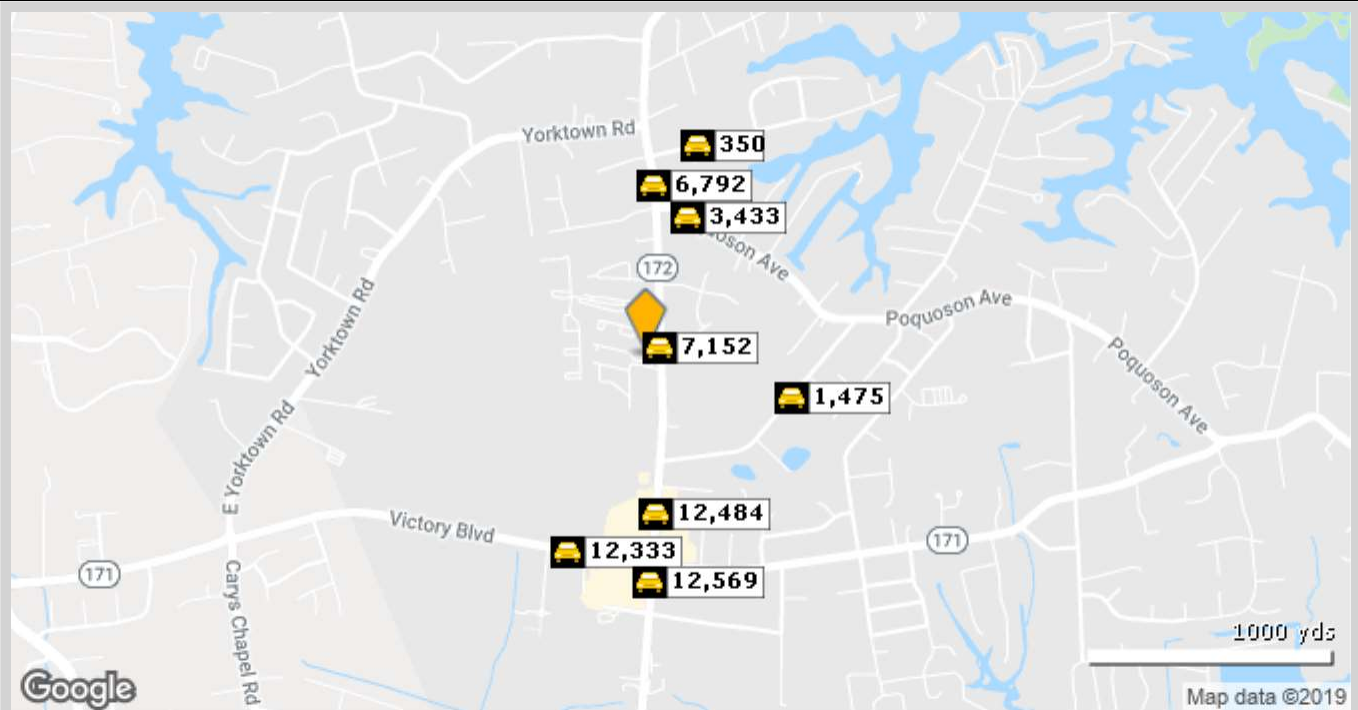 Yorktown Rd
350
6,792
3,433
Poquoson Ave
172
Poquoson Ave
Yorktown Rd
7,152
Poquoson Ave
1,475
E Yorktown Rd
12,484
Victory Blvd
12,333
171
171
12,569
Carys Chapel Rd
1000 yds
Google
Map data ©2019